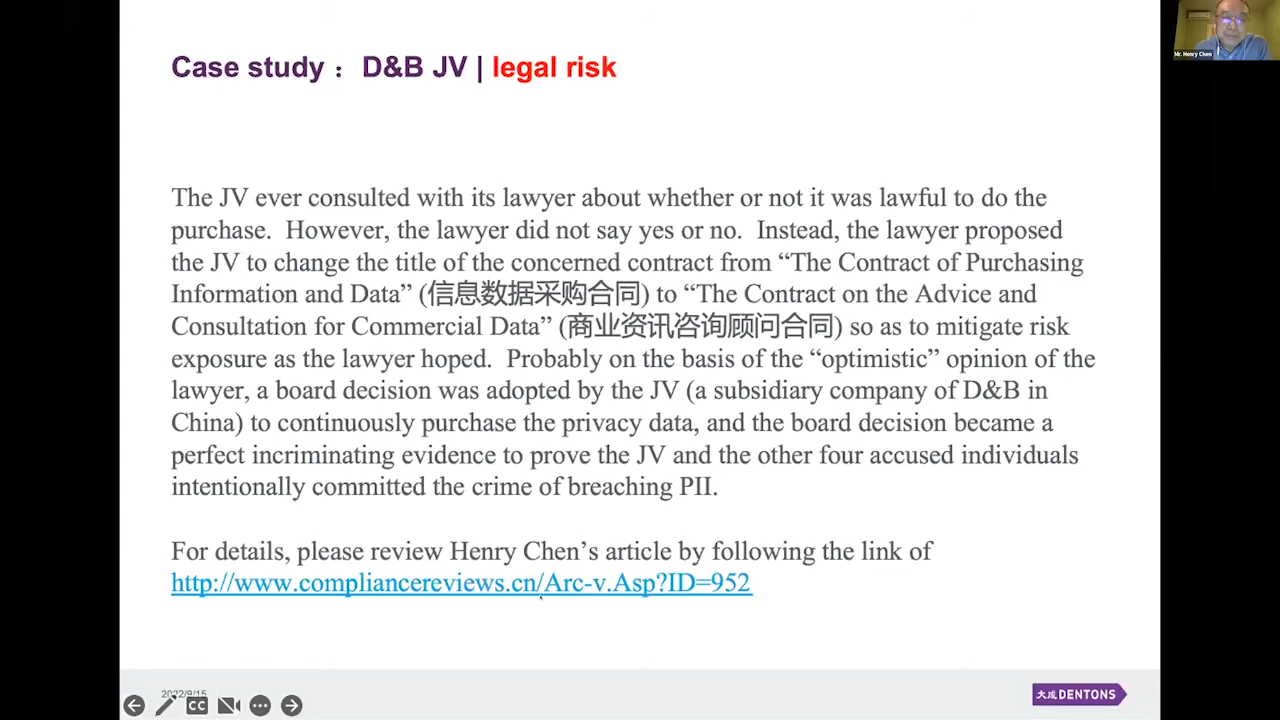 Case study： D&B JV | legal risk
Mr. Henry Chen
The JV ever consulted with its lawyer about whether or not it was lawful to do the
purchase.  However, the lawyer did not say yes or no.  Instead, the lawyer proposed
the JV to change the title of the concerned contract from “The Contract of Purchasing
Information and Data” (信息数据采购合同) to “The Contract on the Advice and
Consultation for Commercial Data” (商业资讯咨询顾问合同) so as to mitigate risk
exposure as the lawyer hoped.  Probably on the basis of the “optimistic” opinion of the
lawyer, a board decision was adopted by the JV (a subsidiary company of D&B in
China) to continuously purchase the privacy data, and the board decision became a
perfect incriminating evidence to prove the JV and the other four accused individuals
intentionally committed the crime of breaching PII.
For details, please review Henry Chen’s article by following the link of
http://www.compliancereviews.cn/Arc-v.Asp?ID=952
2022/9/15
CC
大成 DENTONS